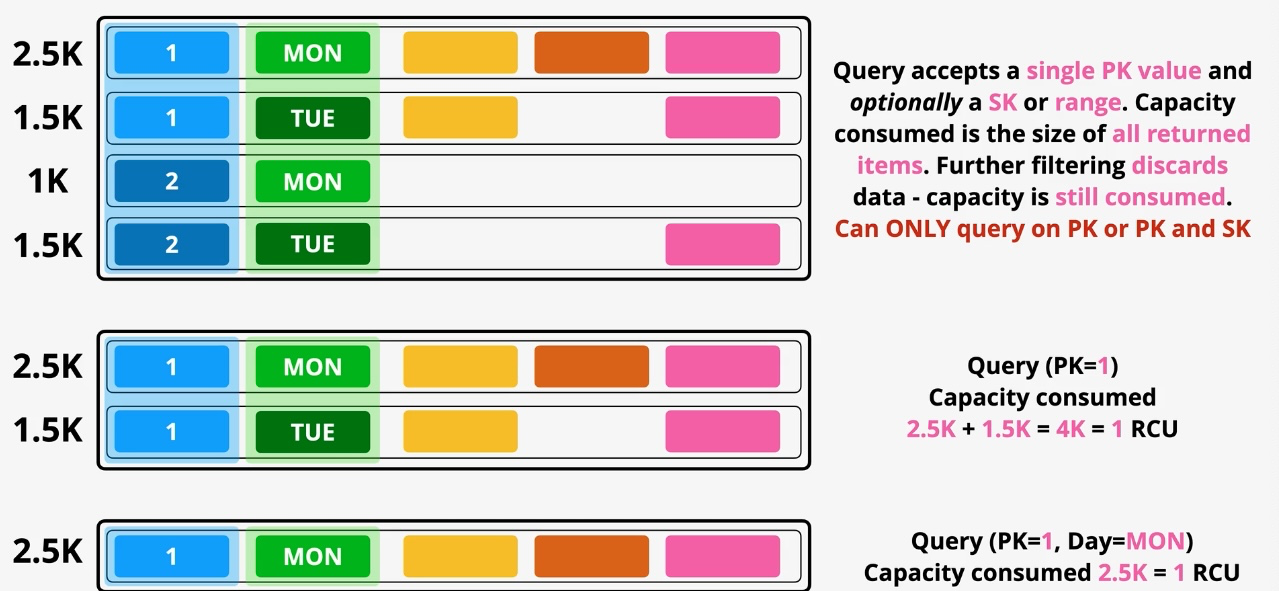 2.5K 1 MON
1.5K 1 TUE
1K 2 MON
1.5K 2 TUE
Query accepts a single PK value and
optionally a SK or range. Capacity
consumed is the size of all returned
items. Further filtering discards
data - capacity is still consumed.
Can ONLY query on PK or PK and SK
2.5K 1 MON
1.5K 1 TUE
Query (PK=1)
Capacity consumed
2.5K + 1.5K = 4K = 1 RCU
2.5K 1 MON
Query (PK=1, Day=MON)
Capacity consumed 2.5K = 1 RCU